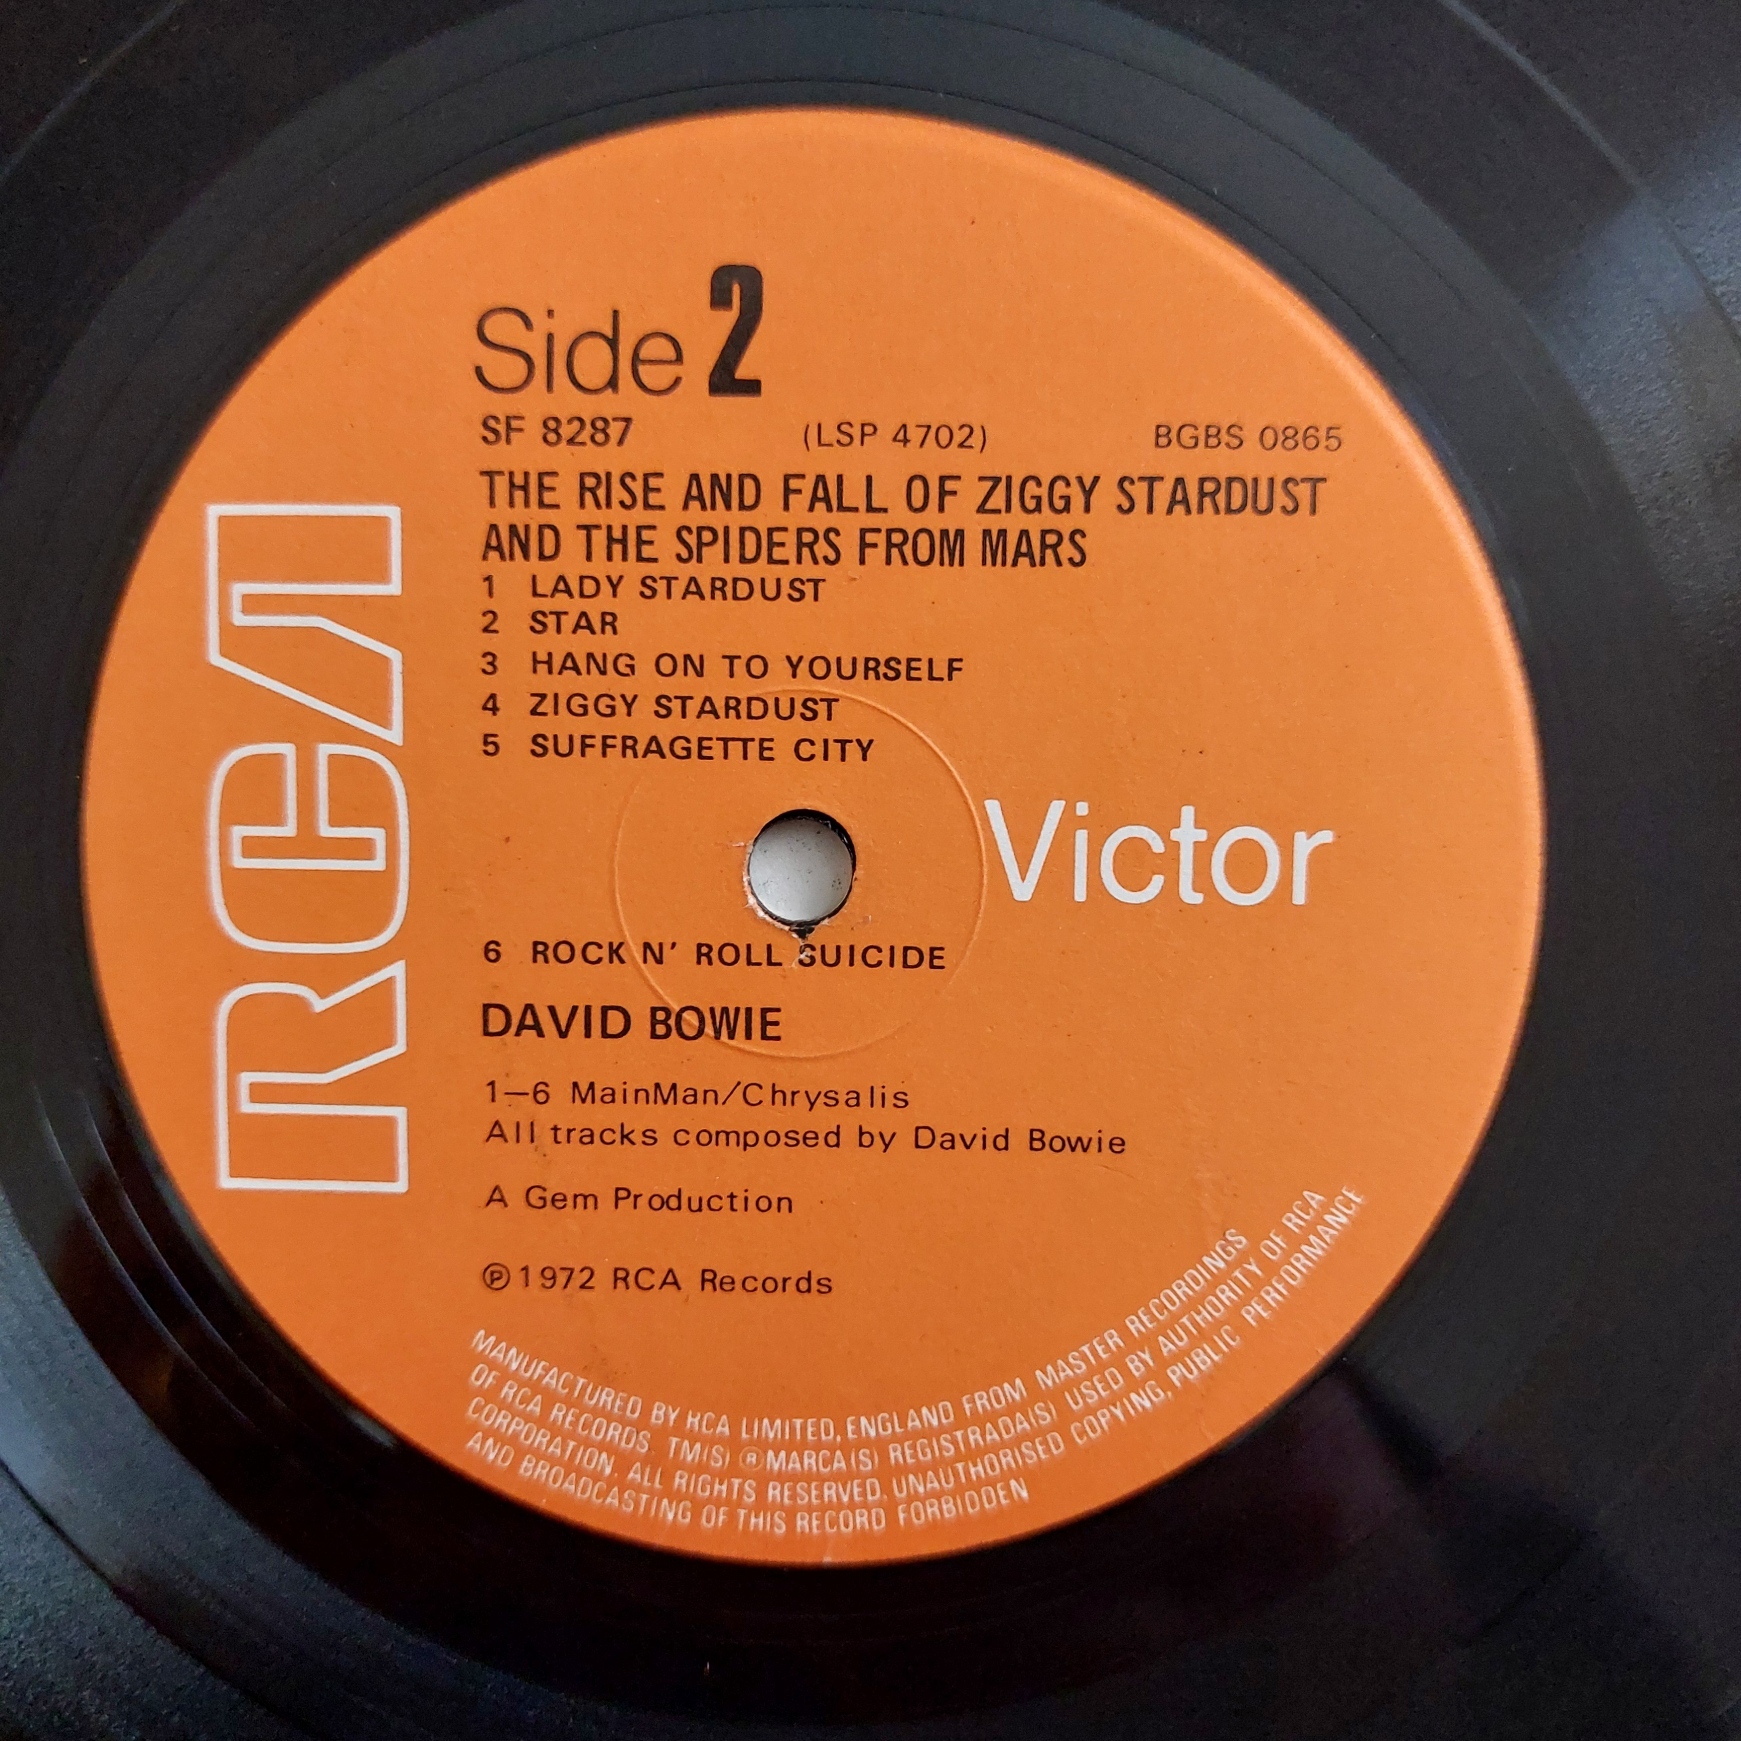 Side 2
SF 8287 (LSP 4702) BGBS 0865
THE RISE AND FALL OF ZIGGY STARDUST
AND THE SPIDERS FROM MARS
1 LADY STARDUST
2 STAR
3 HANG ON TO YOURSELF
4 ZIGGY STARDUST
5 SUFFRAGETTE CITY
RCA
Victor
6 ROCK N' ROLL SUICIDE
DAVID BOWIE
1–6 MainMan/Chrysalis
All tracks composed by David Bowie
A Gem Production
℗1972 RCA Records
MANUFACTURED BY RCA LIMITED, ENGLAND FROM MASTER RECORDINGS
OF RCA RECORDS. TM(S) ® MARCA(S) REGISTRADA(S) USED BY AUTHORITY OF RCA
CORPORATION. ALL RIGHTS RESERVED. UNAUTHORISED COPYING, PUBLIC PERFORMANCE
AND BROADCASTING OF THIS RECORD FORBIDDEN